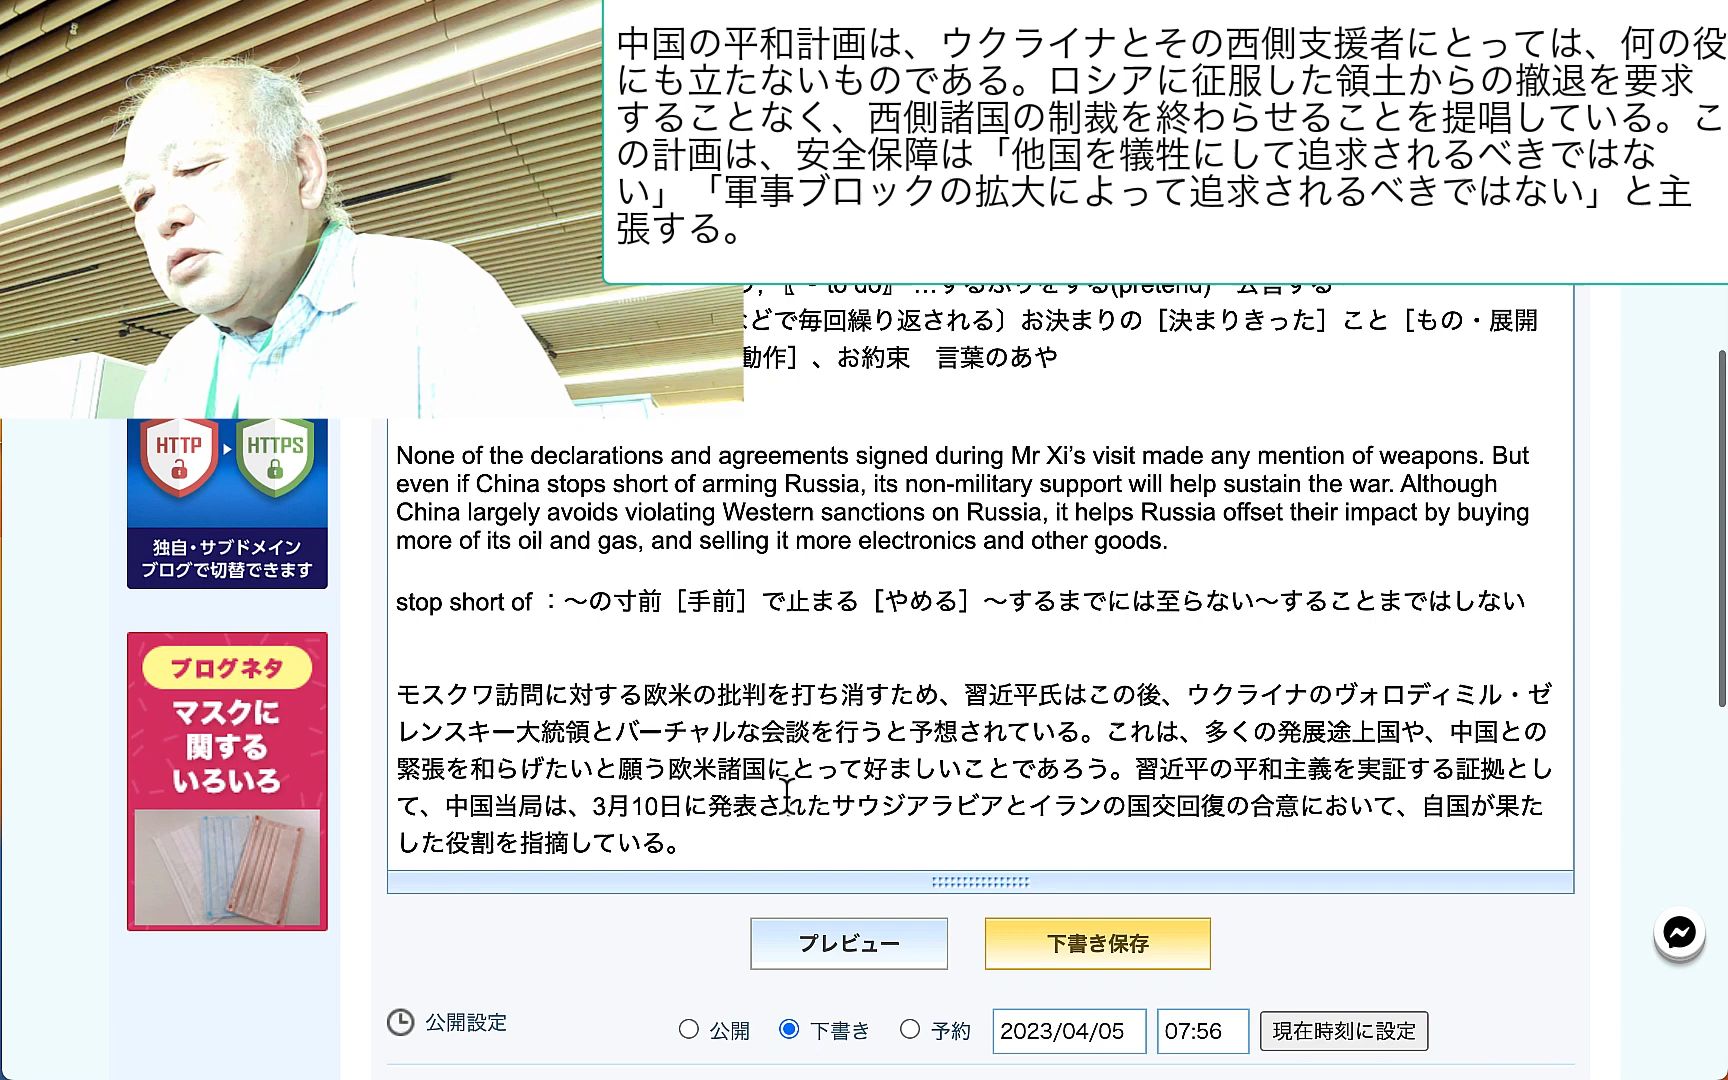 中国の平和計画は、ウクライナとその西側支援者にとっては、何の役
にも立たないものである。ロシアに征服した領土からの撤退を要求
することなく、西側諸国の制裁を終わらせることを提唱している。こ
の計画は、安全保障は「他国を犠牲にして追求されるべきではな
い」「軍事ブロックの拡大によって追求されるべきではない」と主
張する。
to do』 …するふりをする(pretend) 公言する
どで毎回繰り返される〕お決まりの［決まりきった］こと［もの・展開
動作］、お約束 言葉のあや
None of the declarations and agreements signed during Mr Xi’s visit made any mention of weapons. But
even if China stops short of arming Russia, its non-military support will help sustain the war. Although
China largely avoids violating Western sanctions on Russia, it helps Russia offset their impact by buying
more of its oil and gas, and selling it more electronics and other goods.
stop short of ：～の寸前［手前］で止まる［やめる］～するまでには至らない～することまではしない
モスクワ訪問に対する欧米の批判を打ち消すため、習近平氏はこの後、ウクライナのヴォロディミル・ゼ
レンスキー大統領とバーチャルな会談を行うと予想されている。これは、多くの発展途上国や、中国との
緊張を和らげたいと願う欧米諸国にとって好ましいことであろう。習近平の平和主義を実証する証拠とし
て、中国当局は、3月10日に発表されたサウジアラビアとイランの国交回復の合意において、自国が果た
した役割を指摘している。
HTTP HTTPS
独自・サブドメイン
ブログで切替できます
ブログネタ
マスクに
関する
いろいろ
プレビュー 下書き保存
公開設定 公開 下書き 予約 2023/04/05 07:56 現在時刻に設定